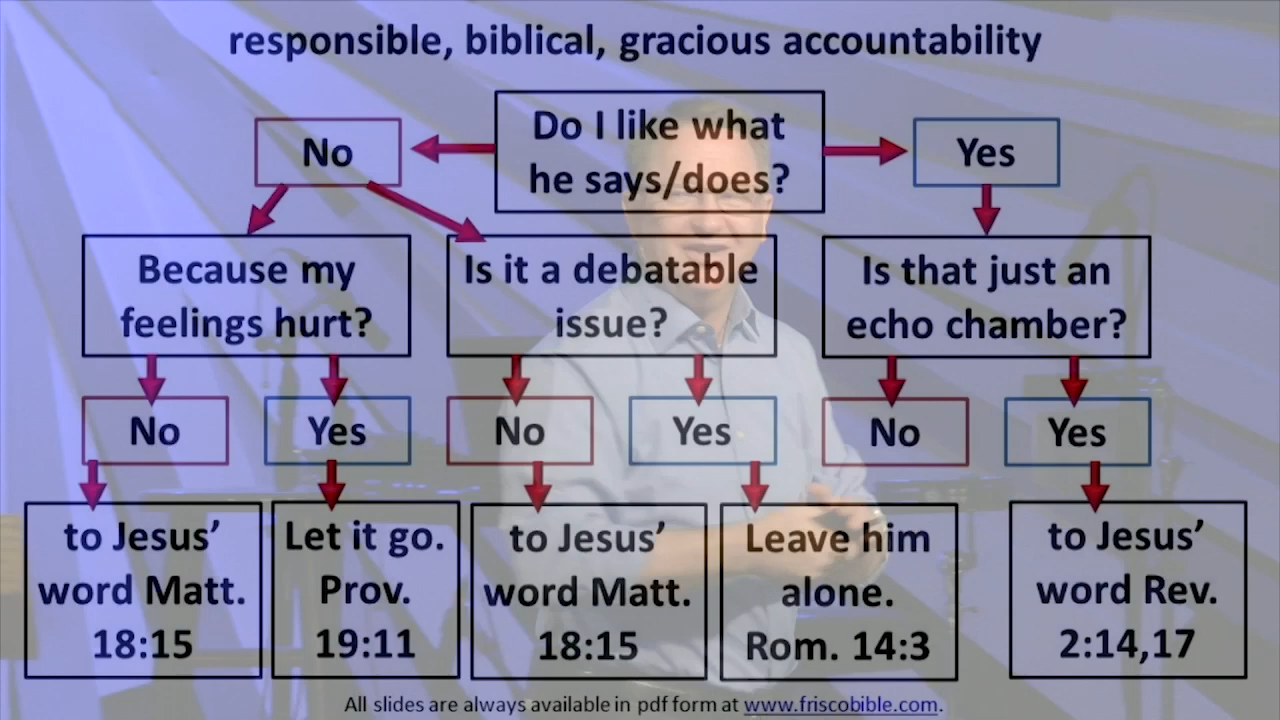 responsible, biblical, gracious accountability
Do I like what
he says/does?
No
Yes
Because my
feelings hurt?
Is it a debatable
issue?
Is that just an
echo chamber?
No
Yes
No
Yes
No
Yes
to Jesus’
word Matt.
18:15
Let it go.
Prov.
19:11
to Jesus’
word Matt.
18:15
Leave him
alone.
Rom. 14:3
to Jesus’
word Rev.
2:14,17
All slides are always available in pdf form at www.friscobible.com.